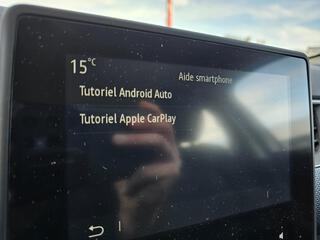 15°C
Aide smartphone
Tutoriel Android Auto
Tutoriel Apple CarPlay